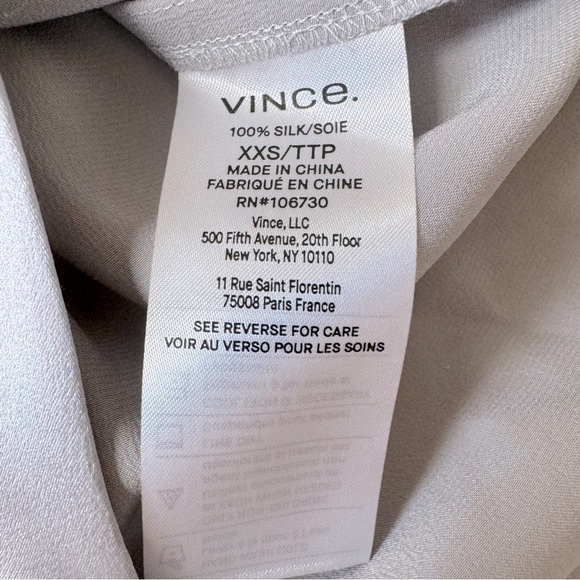 VINCe.
100% SILK/SOIE
XXS/TTP
MADE IN CHINA
FABRIQUÉ EN CHINE
RN#106730
Vince, LLC
500 Fifth Avenue, 20th Floor
New York, NY 10110
11 Rue Saint Florentin
75008 Paris France
SEE REVERSE FOR CARE
VOIR AU VERSO POUR LES SOINS